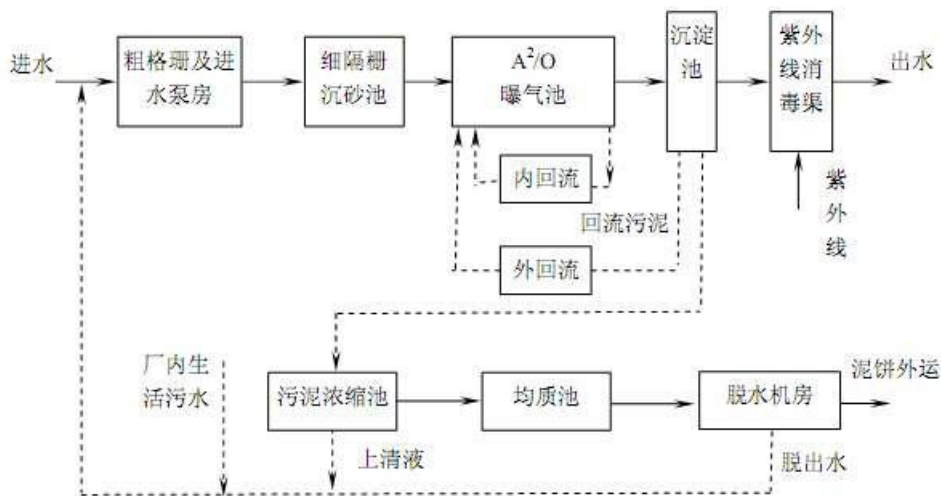 进水
粗格珊及进
水泵房
细隔栅
沉砂池
A²/O
曝气池
沉淀
池
紫外
线消
毒渠
出水
内回流
回流污泥
外回流
紫
外
线
厂内生
活污水
污泥浓缩池
均质池
脱水机房
泥饼外运
上清液
脱出水